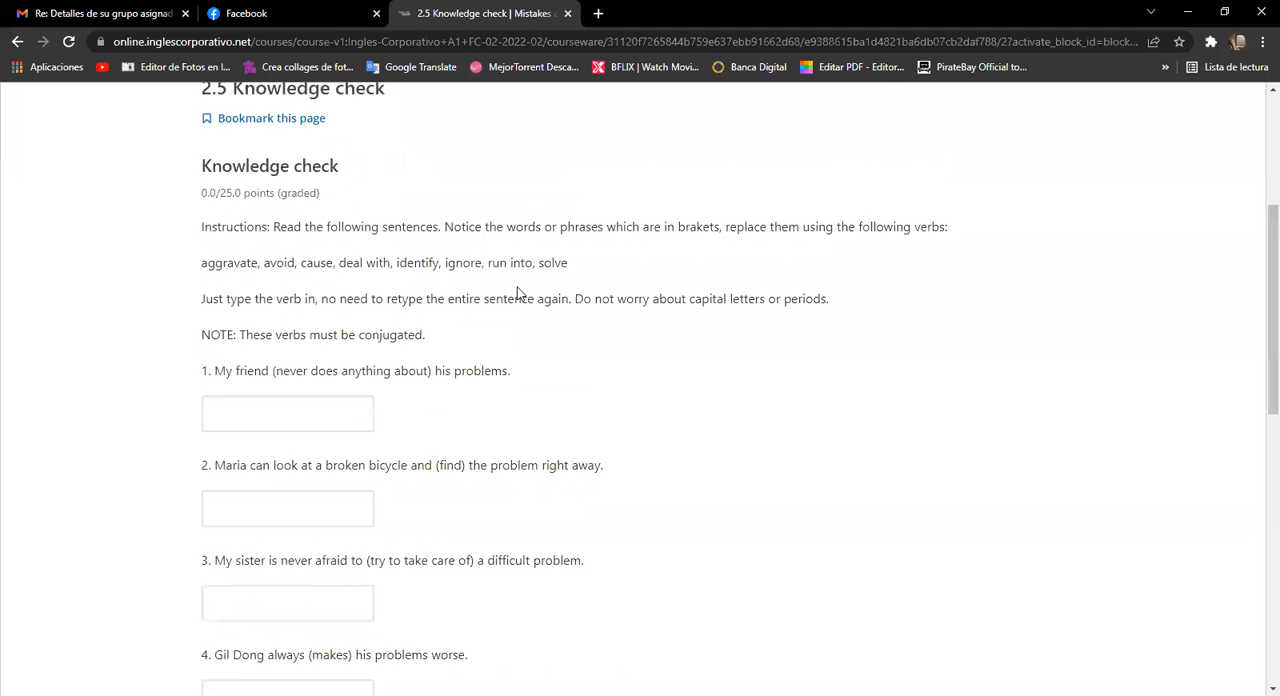 Re: Detalles de su grupo asignad
Facebook
2.5 Knowledge check | Mistakes
online.inglescorporativo.net/courses/course-v1:Ingles-Corporativo+A1+FC-02-2022-02/courseware/31120f7265844b759e637ebb91662d68/e9388615ba1d4821ba6db07cb2daf788/2?activate_block_id=block...
Aplicaciones
Editor de Fotos en l...
Crea collages de fot...
Google Translate
MejorTorrent Desca...
BFLIX | Watch Movi...
Banca Digital
Editar PDF - Editor...
PirateBay Official to...
»
Lista de lectura
2.5 Knowledge check
Bookmark this page
Knowledge check
0.0/25.0 points (graded)
Instructions: Read the following sentences. Notice the words or phrases which are in brakets, replace them using the following verbs:
aggravate, avoid, cause, deal with, identify, ignore, run into, solve
Just type the verb in, no need to retype the entire sentence again. Do not worry about capital letters or periods.
NOTE: These verbs must be conjugated.
1. My friend (never does anything about) his problems.
2. Maria can look at a broken bicycle and (find) the problem right away.
3. My sister is never afraid to (try to take care of) a difficult problem.
4. Gil Dong always (makes) his problems worse.